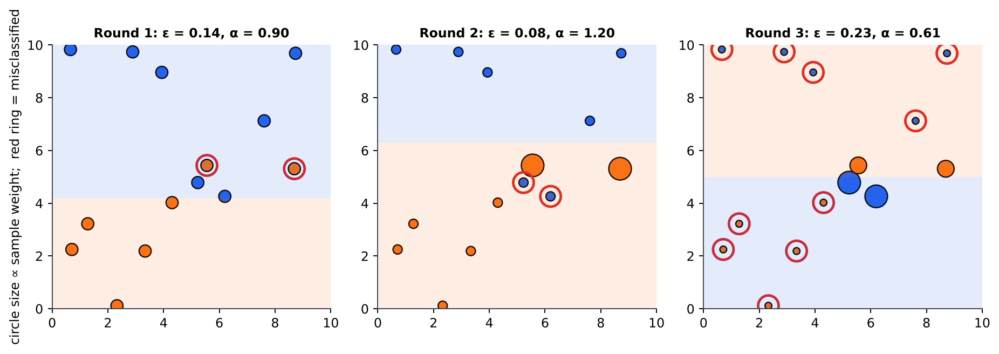 circle size ∝ sample weight;  red ring = misclassified
Round 1: ε = 0.14, α = 0.90
10
8
6
4
2
0
0 2 4 6 8 10
Round 2: ε = 0.08, α = 1.20
10
8
6
4
2
0
0 2 4 6 8 10
Round 3: ε = 0.23, α = 0.61
10
8
6
4
2
0
0 2 4 6 8 10